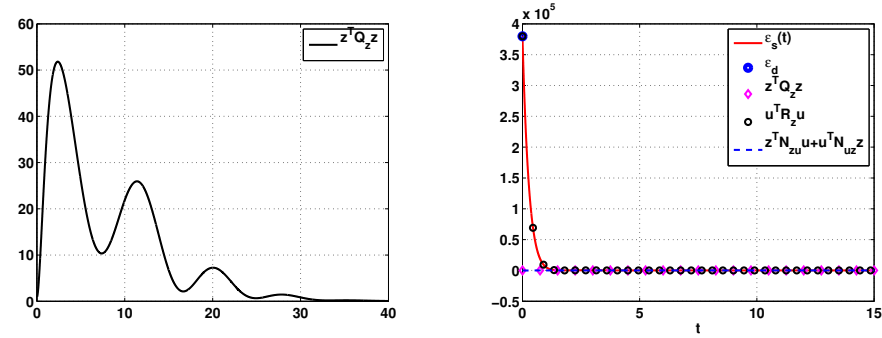 60
50
40
30
20
10
0
0 10 20 30 40
z^T Q_z z
x 10^5
4
3.5
3
2.5
2
1.5
1
0.5
0
−0.5
0 5 10 15
t
ε_s(t)
ε_d
z^T Q_z z
u^T R_z u
z^T N_zu u+u^T N_uz z